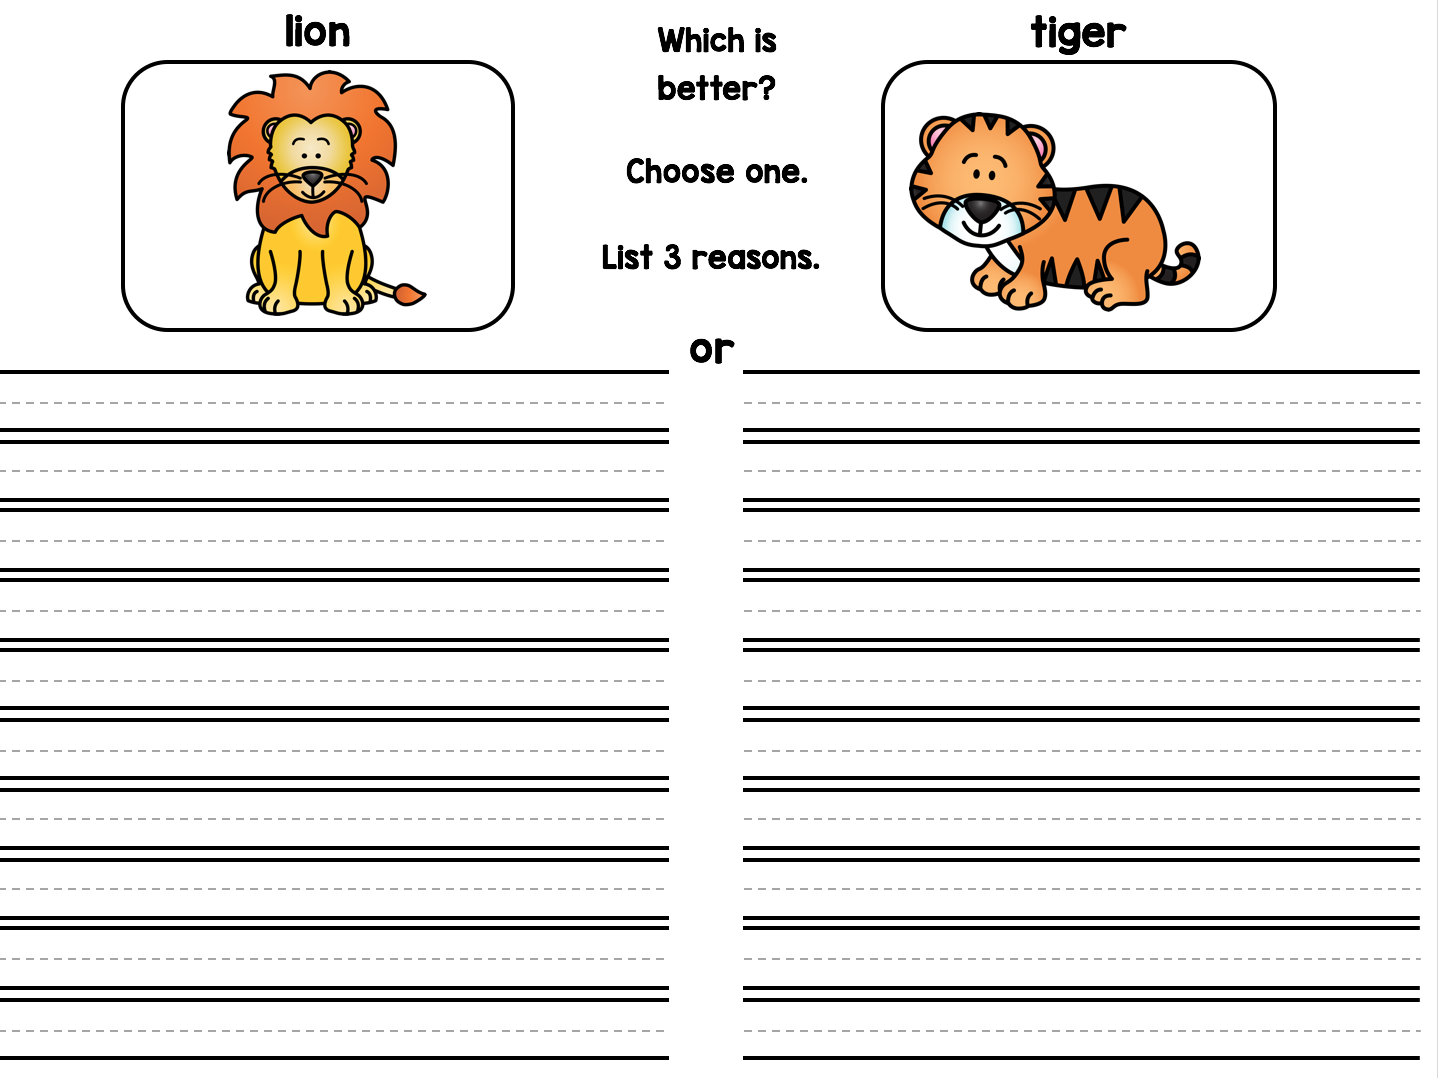 lion
Which is
better?
Choose one.
List 3 reasons.
tiger
or